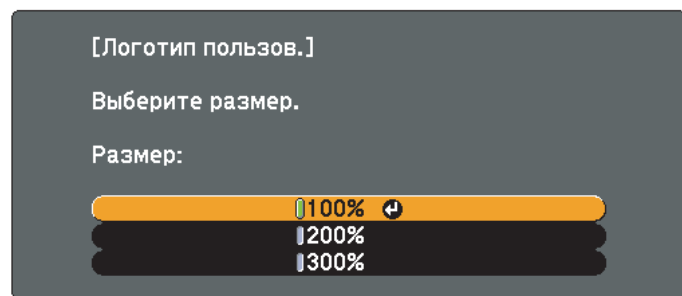 [Логотип пользов.]
Выберите размер.
Размер:
100%
200%
300%